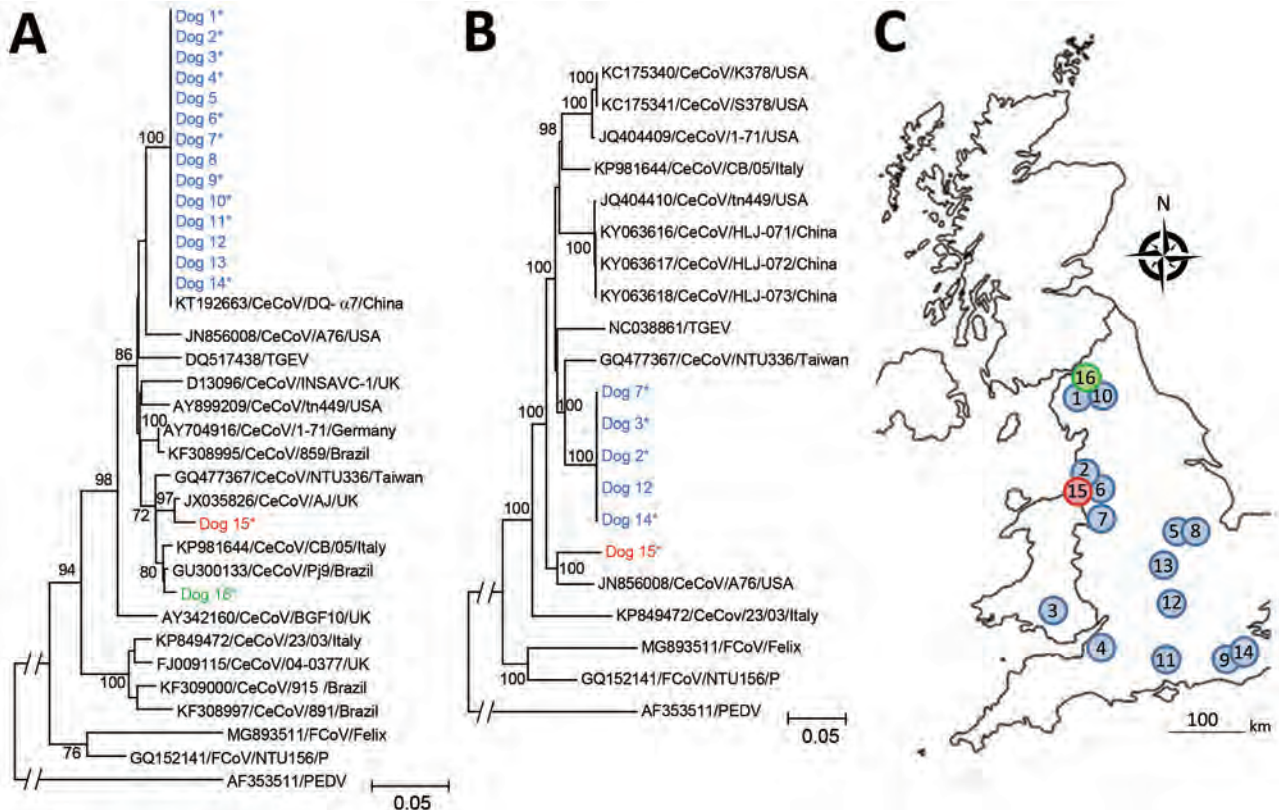 A
Dog 1*
Dog 2*
Dog 3*
Dog 4*
Dog 5
Dog 6*
Dog 7*
Dog 8
Dog 9*
Dog 10*
Dog 11*
Dog 12
Dog 13
Dog 14*
KT192663/CeCoV/DQ- α7/China
JN856008/CeCoV/A76/USA
DQ517438/TGEV
D13096/CeCoV/INSAVC-1/UK
AY899209/CeCoV/tn449/USA
AY704916/CeCoV/1-71/Germany
KF308995/CeCoV/859/Brazil
GQ477367/CeCoV/NTU336/Taiwan
JX035826/CeCoV/AJ/UK
Dog 15*
KP981644/CeCoV/CB/05/Italy
GU300133/CeCoV/Pj9/Brazil
Dog 16*
AY342160/CeCoV/BGF10/UK
KP849472/CeCoV/23/03/Italy
FJ009115/CeCoV/04-0377/UK
KF309000/CeCoV/915 /Brazil
KF308997/CeCoV/891/Brazil
MG893511/FCoV/Felix
GQ152141/FCoV/NTU156/P
AF353511/PEDV
100
86
100
97
72
80
98
94
100
76
0.05
B
KC175340/CeCoV/K378/USA
KC175341/CeCoV/S378/USA
JQ404409/CeCoV/1-71/USA
KP981644/CeCoV/CB/05/Italy
JQ404410/CeCoV/tn449/USA
KY063616/CeCoV/HLJ-071/China
KY063617/CeCoV/HLJ-072/China
KY063618/CeCoV/HLJ-073/China
NC038861/TGEV
GQ477367/CeCoV/NTU336/Taiwan
Dog 7*
Dog 3*
Dog 2*
Dog 12
Dog 14*
Dog 15*
JN856008/CeCoV/A76/USA
KP849472/CeCov/23/03/Italy
MG893511/FCoV/Felix
GQ152141/FCoV/NTU156/P
AF353511/PEDV
100
100
98
100
100
100
100
100
100
100
100
0.05
C
N
16
1
10
2
15
6
7
5
8
13
12
3
4
11
9
14
100
km